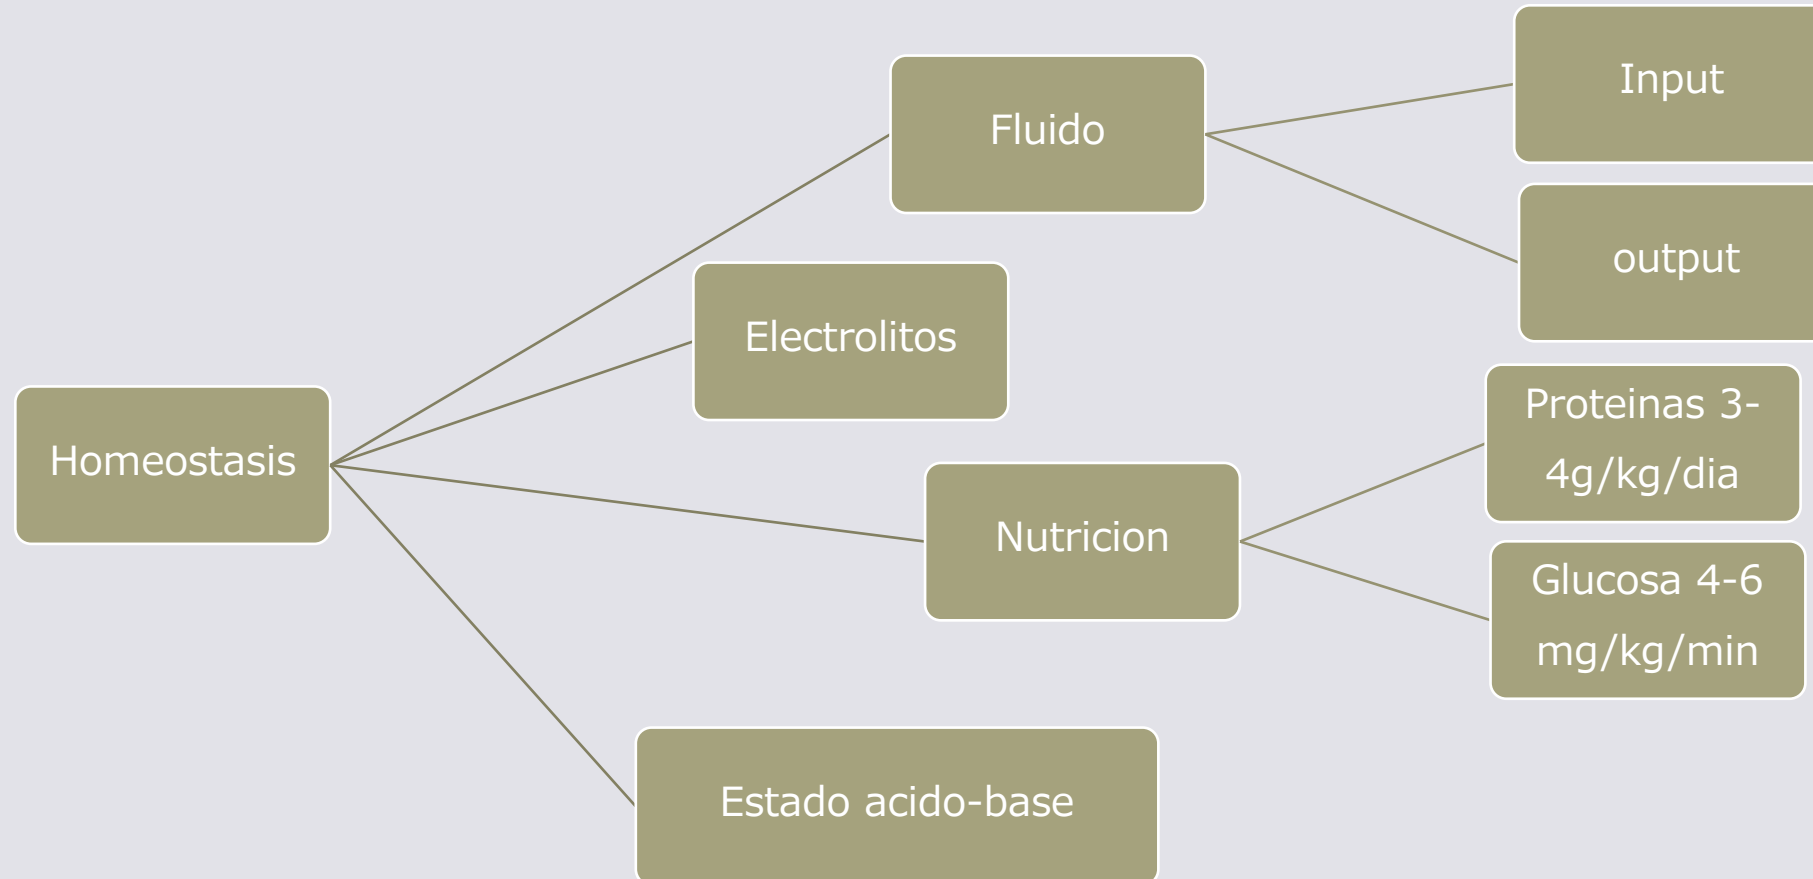 Homeostasis
Fluido
Input
output
Electrolitos
Nutricion
Proteinas 3-
4g/kg/dia
Glucosa 4-6
mg/kg/min
Estado acido-base